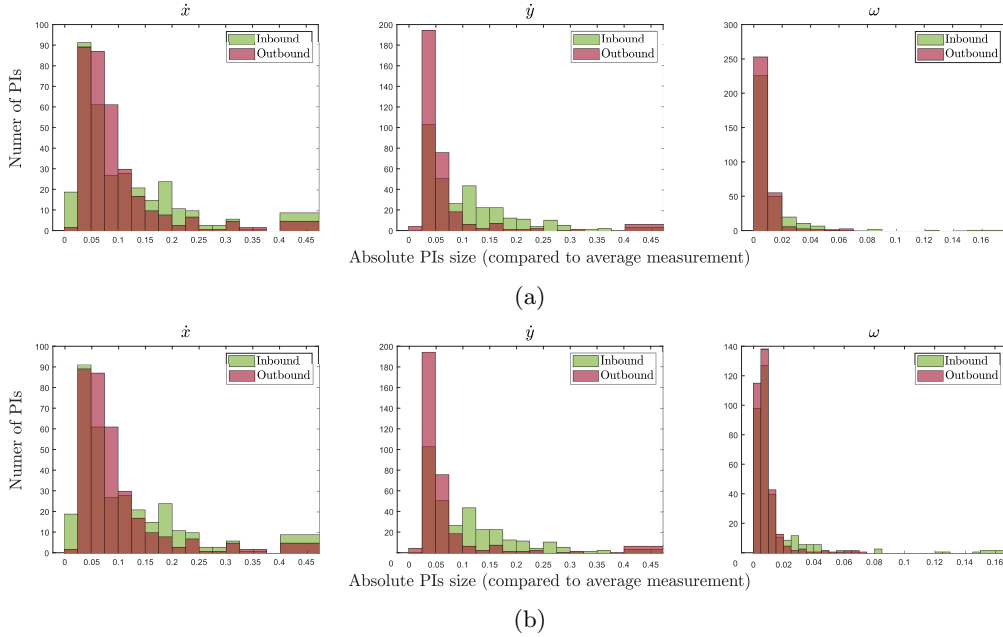 ẋ ẏ ω
100
90
80
70
60
50
40
30
20
10
0
0 0.05 0.1 0.15 0.2 0.25 0.3 0.35 0.4 0.45
Numer of PIs
Inbound
Outbound
200
180
160
140
120
100
80
60
40
20
0
0 0.05 0.1 0.15 0.2 0.25 0.3 0.35 0.4 0.45
Inbound
Outbound
300
250
200
150
100
50
0
0 0.02 0.04 0.06 0.08 0.1 0.12 0.14 0.16
Inbound
Outbound
Absolute PIs size (compared to average measurement)
(a)
ẋ ẏ ω
100
90
80
70
60
50
40
30
20
10
0
0 0.05 0.1 0.15 0.2 0.25 0.3 0.35 0.4 0.45
Numer of PIs
Inbound
Outbound
200
180
160
140
120
100
80
60
40
20
0
0 0.05 0.1 0.15 0.2 0.25 0.3 0.35 0.4 0.45
Inbound
Outbound
140
120
100
80
60
40
20
0
0 0.02 0.04 0.06 0.08 0.1 0.12 0.14 0.16
Inbound
Outbound
Absolute PIs size (compared to average measurement)
(b)